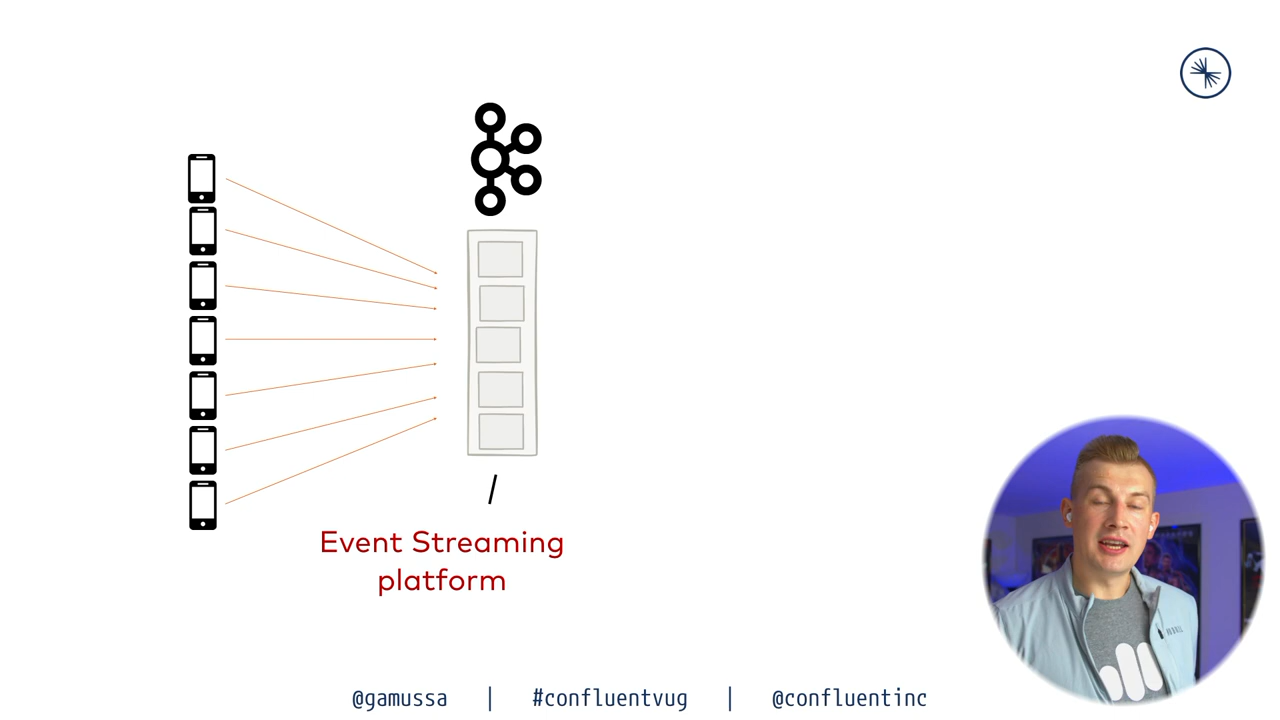 Event Streaming
platform
@gamussa | #confluentvug | @confluentinc